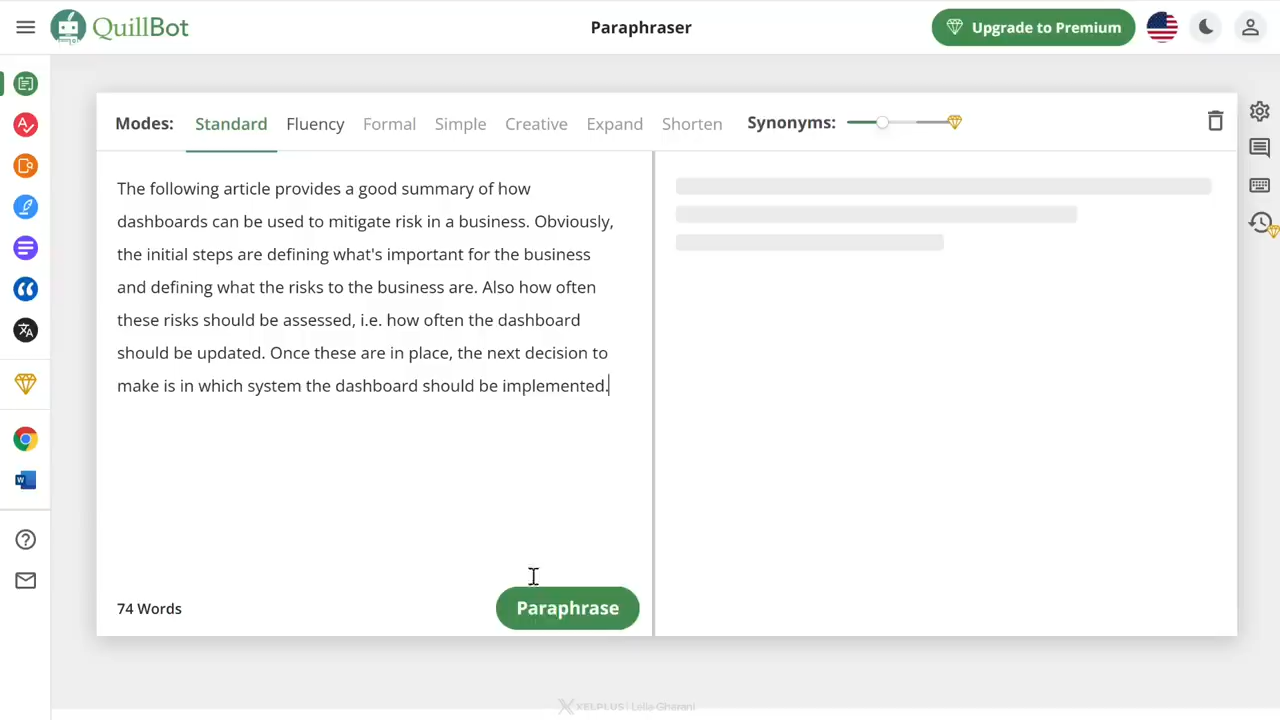 QuillBot
Paraphraser
Upgrade to Premium
Modes:
Standard
Fluency
Formal
Simple
Creative
Expand
Shorten
Synonyms:
The following article provides a good summary of how
dashboards can be used to mitigate risk in a business. Obviously,
the initial steps are defining what's important for the business
and defining what the risks to the business are. Also how often
these risks should be assessed, i.e. how often the dashboard
should be updated. Once these are in place, the next decision to
make is in which system the dashboard should be implemented.
74 Words
Paraphrase
XELPLUS | Leila Gharani